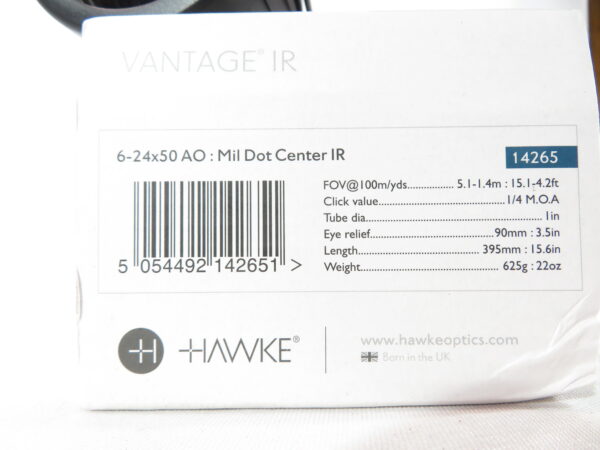 VANTAGE® IR
6-24x50 AO : Mil Dot Center IR
14265
FOV@100m/yds................ 5.1-1.4m : 15.1-4.2ft
Click value.....................................1/4 M.O.A
Tube dia.................................................1in
Eye relief....................................90mm : 3.5in
Length................................. 395mm : 15.6in
Weight........................................ 625g : 22oz
5 054492 142651 >
H HAWKE®
www.hawkeoptics.com
Born in the UK